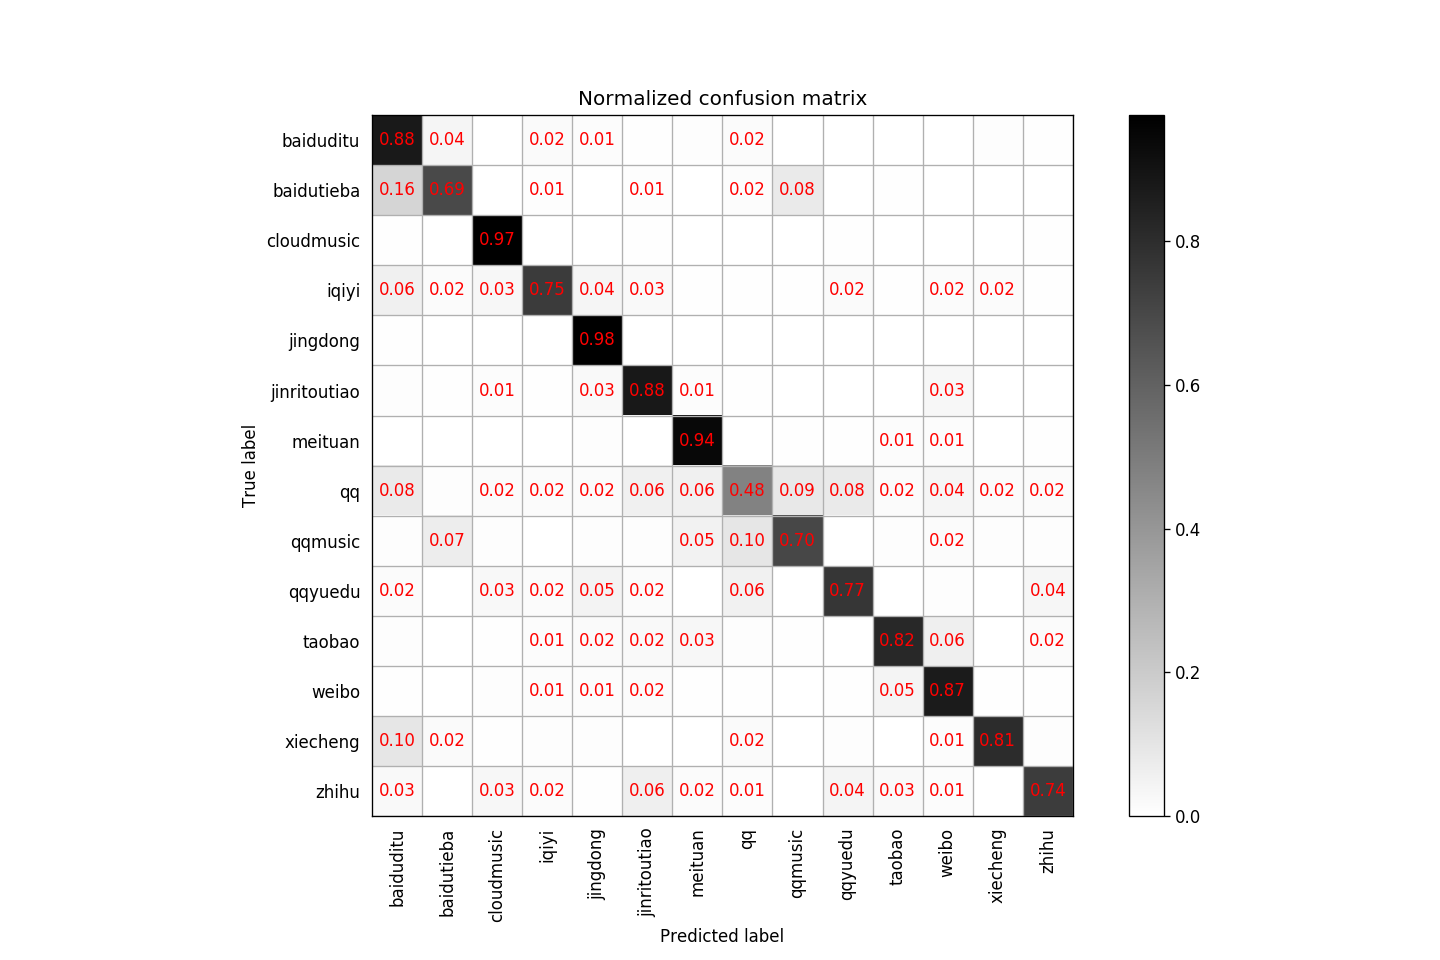 Normalized confusion matrix
baiduditu 0.88 0.04 0.02 0.01 0.02
baidutieba 0.16 0.69 0.01 0.01 0.02 0.08
cloudmusic 0.97
iqiyi 0.06 0.02 0.03 0.75 0.04 0.03 0.02 0.02 0.02
jingdong 0.98
jinritoutiao 0.01 0.03 0.88 0.01 0.03
meituan 0.94 0.01 0.01
qq 0.08 0.02 0.02 0.02 0.06 0.06 0.48 0.09 0.08 0.02 0.04 0.02 0.02
qqmusic 0.07 0.05 0.10 0.70 0.02
qqyuedu 0.02 0.03 0.02 0.05 0.02 0.06 0.77 0.04
taobao 0.01 0.02 0.02 0.03 0.82 0.06 0.02
weibo 0.01 0.01 0.02 0.05 0.87
xiecheng 0.10 0.02 0.02 0.01 0.81
zhihu 0.03 0.03 0.02 0.06 0.02 0.01 0.04 0.03 0.01 0.74
True label
baiduditu
baidutieba
cloudmusic
iqiyi
jingdong
jinritoutiao
meituan
qq
qqmusic
qqyuedu
taobao
weibo
xiecheng
zhihu
Predicted label
0.8
0.6
0.4
0.2
0.0